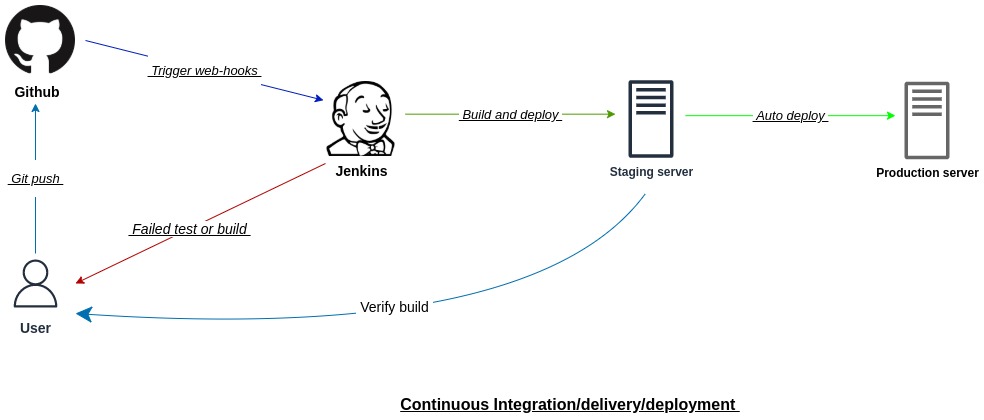 Github
Trigger web-hooks
Jenkins
Build and deploy
Staging server
Auto deploy
Production server
Git push
Failed test or build
User
Verify build
Continuous Integration/delivery/deployment